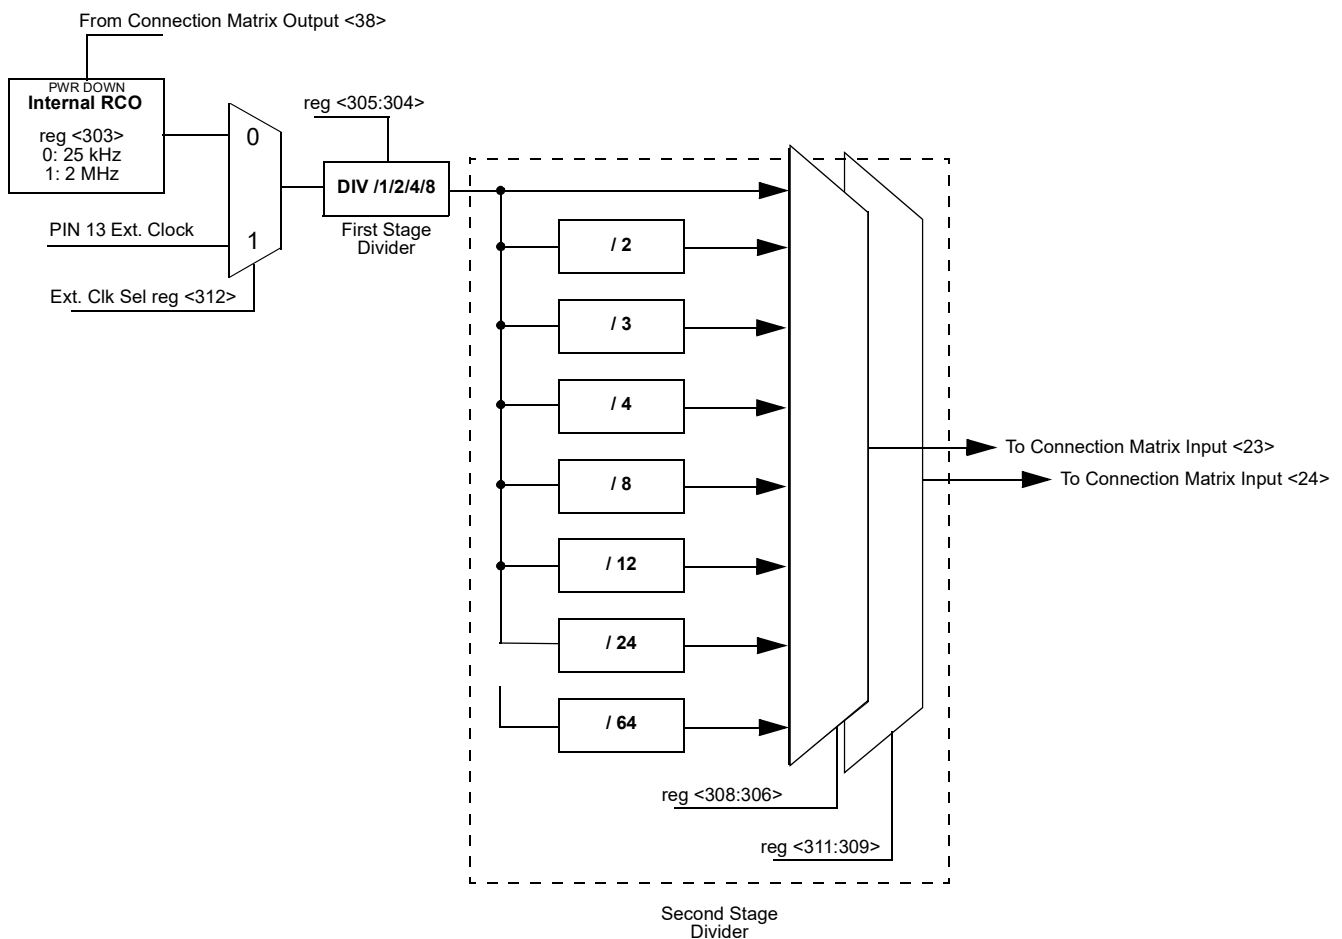 From Connection Matrix Output <38>
PWR DOWN
Internal RCO
reg <303>
0: 25 kHz
1: 2 MHz
PIN 13 Ext. Clock
Ext. Clk Sel reg <312>
0
1
reg <305:304>
DIV /1/2/4/8
First Stage
Divider
/ 2
/ 3
/ 4
/ 8
/ 12
/ 24
/ 64
To Connection Matrix Input <23>
To Connection Matrix Input <24>
reg <308:306>
reg <311:309>
Second Stage
Divider